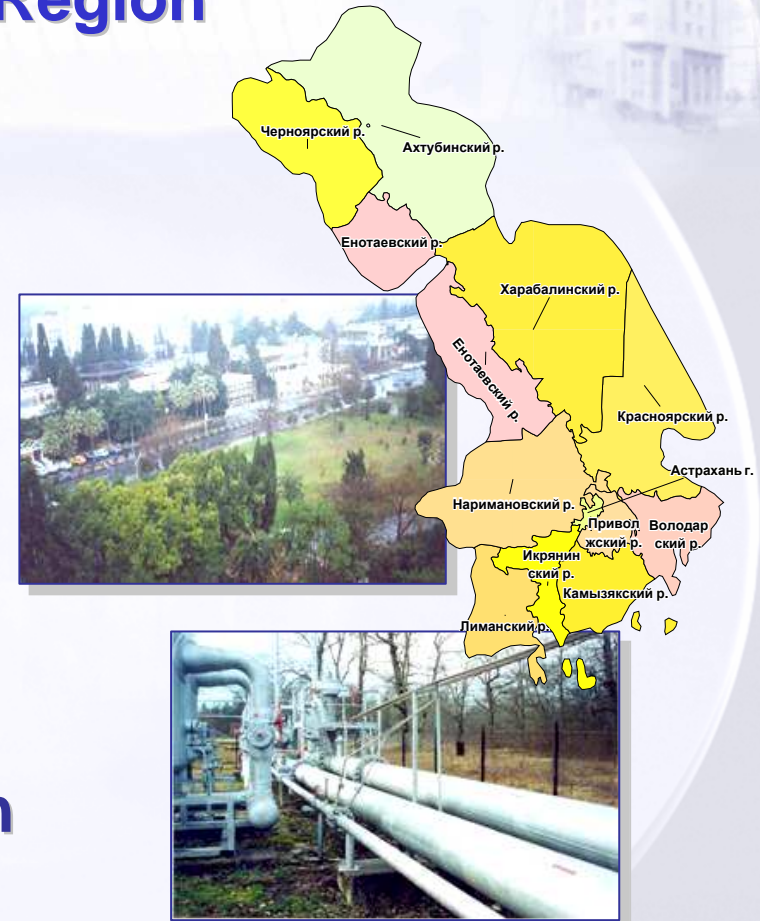 Region
Черноярский р.
Ахтубинский р.
Енотаевский р.
Харабалинский р.
Енотаевский р.
Красноярский р.
Астрахань г.
Наримановский р.
Привол
жский р.
Володар
ский р.
Икрянин
ский р.
Камызякский р.
Лиманский р.